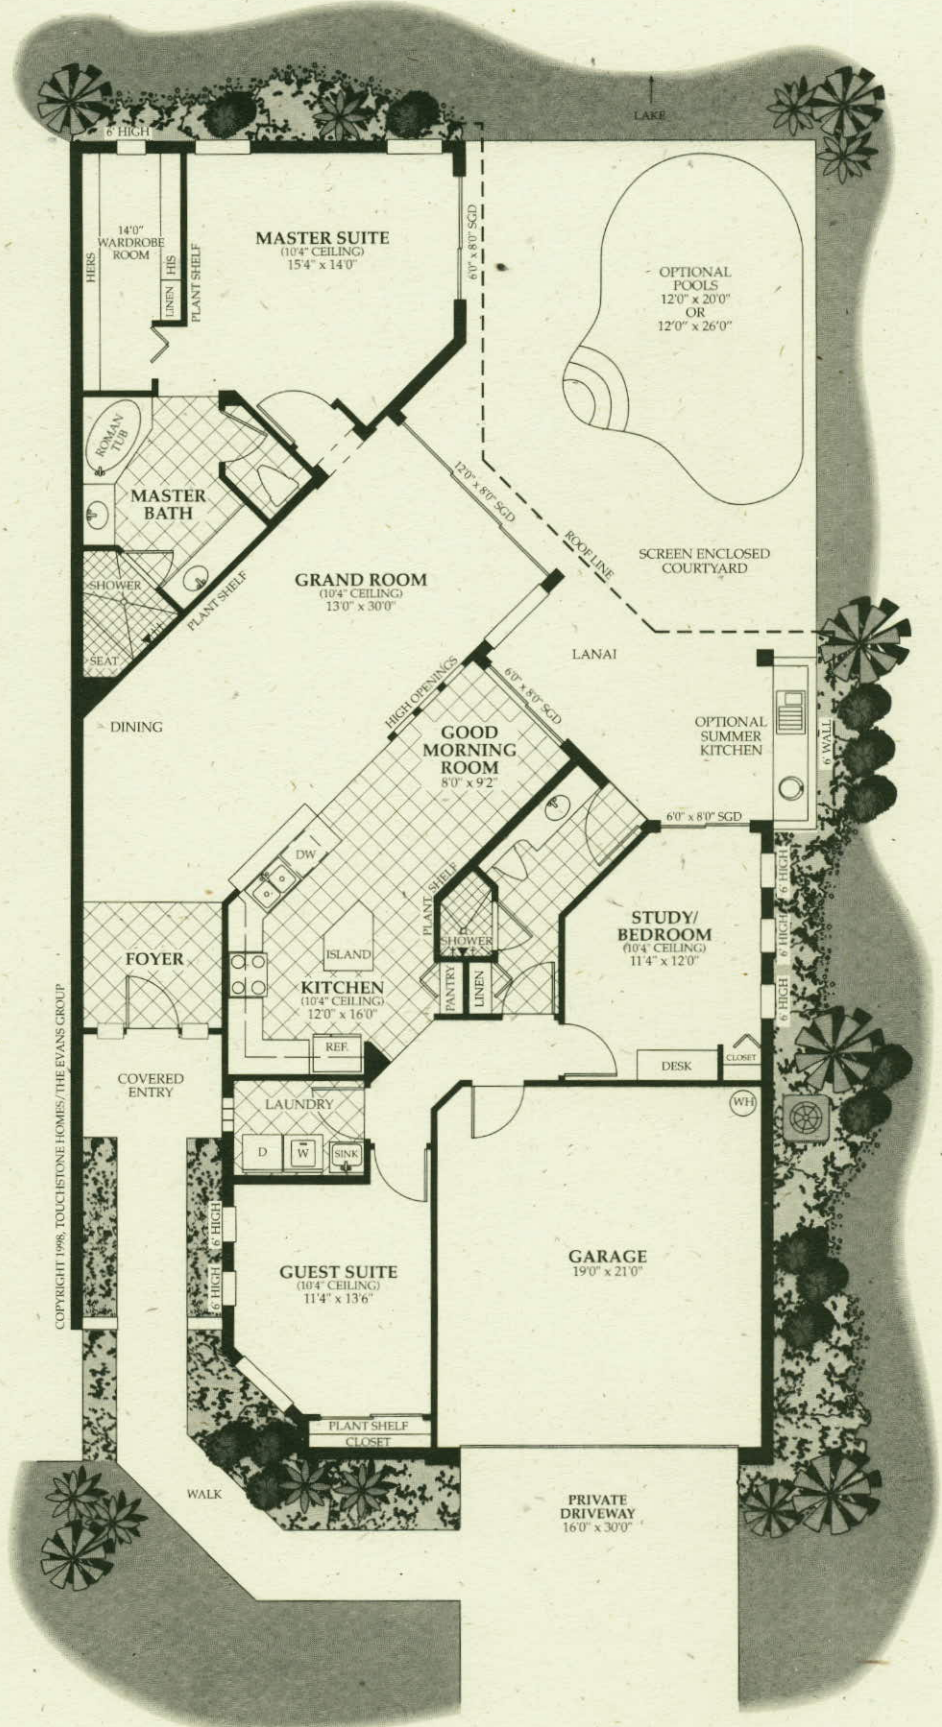 LAKE
6' HIGH
14'0"
WARDROBE
ROOM
HERS
HIS
LINEN
PLANT SHELF
MASTER SUITE
(10'4" CEILING)
15'4" x 14'0"
6'0" x 8'0" SGD
OPTIONAL
POOLS
12'0" x 20'0"
OR
12'0" x 26'0"
ROMAN
TUB
MASTER
BATH
12'0" x 8'0" SGD
ROOF LINE
SCREEN ENCLOSED
COURTYARD
SHOWER
SEAT
PLANT SHELF
GRAND ROOM
(10'4" CEILING)
13'0" x 30'0"
LANAI
HIGH OPENINGS
6'0" x 8'0" SGD
DINING
GOOD
MORNING
ROOM
8'0" x 9'2"
OPTIONAL
SUMMER
KITCHEN
6' WALL
6'0" x 8'0" SGD
DW
PLANT SHELF
6' HIGH
6' HIGH
6' HIGH
STUDY/
BEDROOM
(10'4" CEILING)
11'4" x 12'0"
SHOWER
FOYER
ISLAND
KITCHEN
(10'4" CEILING)
12'0" x 16'0"
PANTRY
LINEN
REF.
DESK
CLOSET
COVERED
ENTRY
LAUNDRY
D
W
SINK
WH
6' HIGH
6' HIGH
GUEST SUITE
(10'4" CEILING)
11'4" x 13'6"
GARAGE
19'0" x 21'0"
COPYRIGHT 1998, TOUCHSTONE HOMES/THE EVANS GROUP
PLANT SHELF
CLOSET
WALK
PRIVATE
DRIVEWAY
16'0" x 30'0"